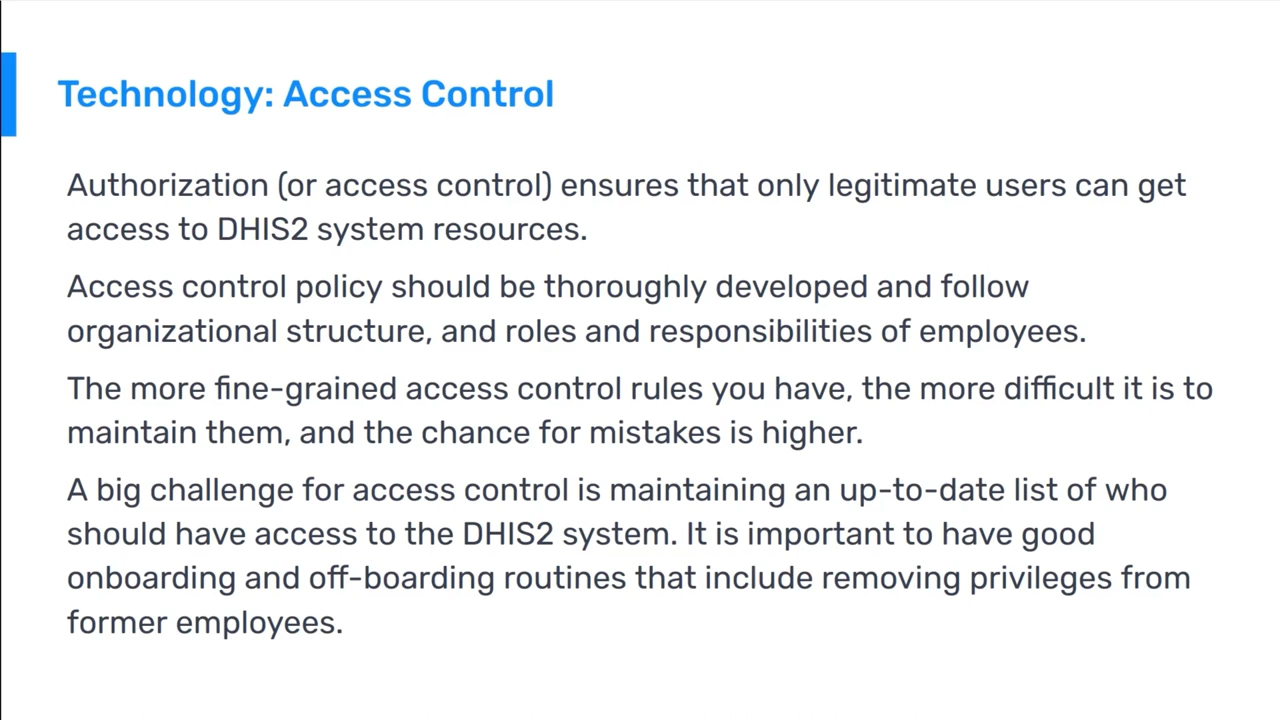 Technology: Access Control
Authorization (or access control) ensures that only legitimate users can get
access to DHIS2 system resources.
Access control policy should be thoroughly developed and follow
organizational structure, and roles and responsibilities of employees.
The more fine-grained access control rules you have, the more difficult it is to
maintain them, and the chance for mistakes is higher.
A big challenge for access control is maintaining an up-to-date list of who
should have access to the DHIS2 system. It is important to have good
onboarding and off-boarding routines that include removing privileges from
former employees.